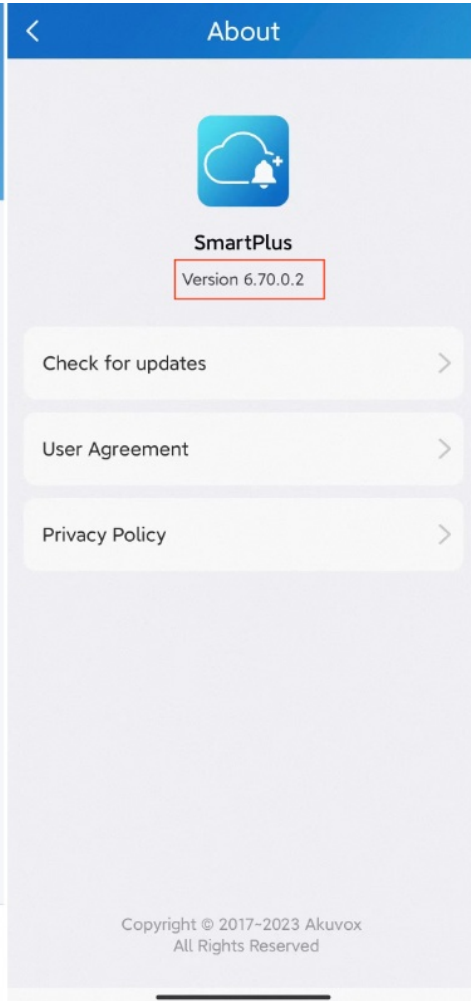 About
SmartPlus
Version 6.70.0.2
Check for updates
User Agreement
Privacy Policy
Copyright © 2017~2023 Akuvox
All Rights Reserved